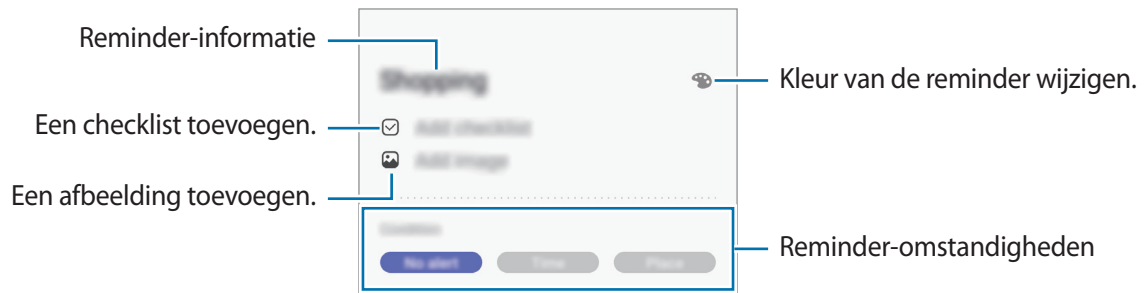 Reminder-informatie
Shopping
Kleur van de reminder wijzigen.
Een checklist toevoegen.
Add checklist
Add image
Een afbeelding toevoegen.
Condition
Reminder-omstandigheden
No alert
Time
Place